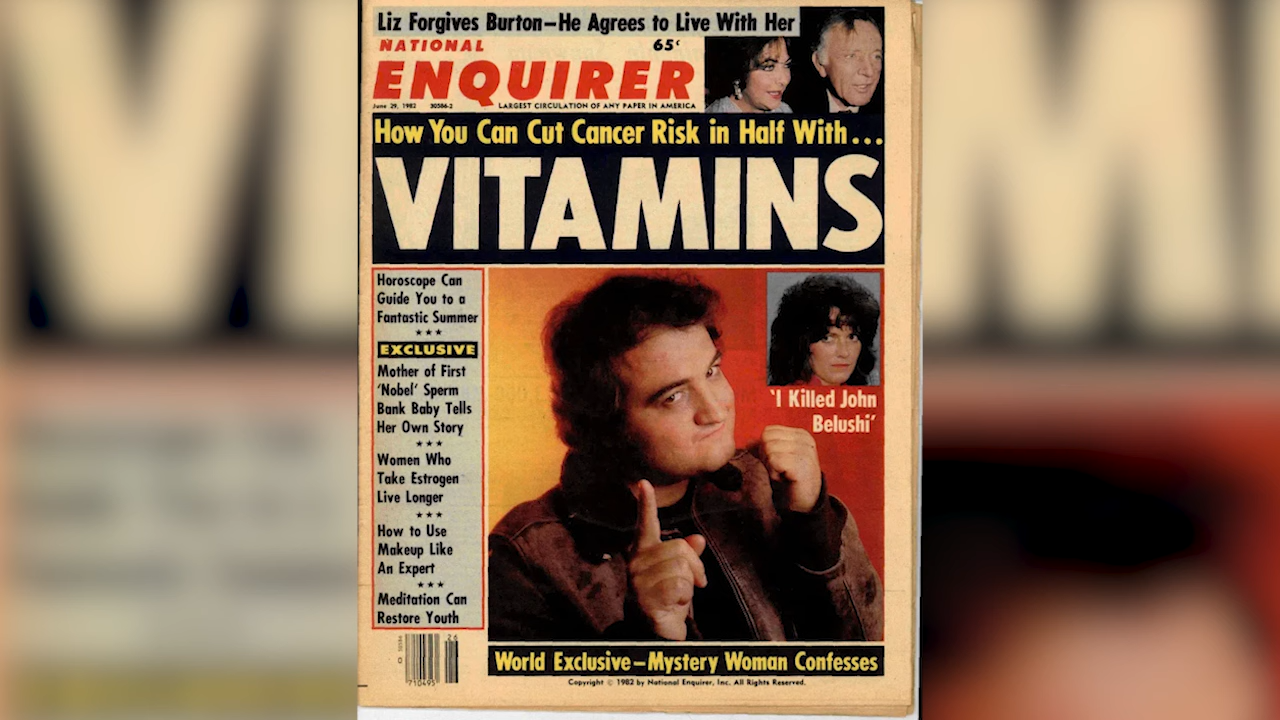 Liz Forgives Burton–He Agrees to Live With Her
NATIONAL
65¢
ENQUIRER
June 29, 1982 30586-2 LARGEST CIRCULATION OF ANY PAPER IN AMERICA
How You Can Cut Cancer Risk in Half With...
VITAMINS
Horoscope Can
Guide You to a
Fantastic Summer
★★★
EXCLUSIVE
Mother of First
'Nobel' Sperm
Bank Baby Tells
Her Own Story
★★★
Women Who
Take Estrogen
Live Longer
★★★
How to Use
Makeup Like
An Expert
★★★
Meditation Can
Restore Youth
'I Killed John
Belushi'
26
710495
World Exclusive–Mystery Woman Confesses
Copyright © 1982 by National Enquirer, Inc. All Rights Reserved.